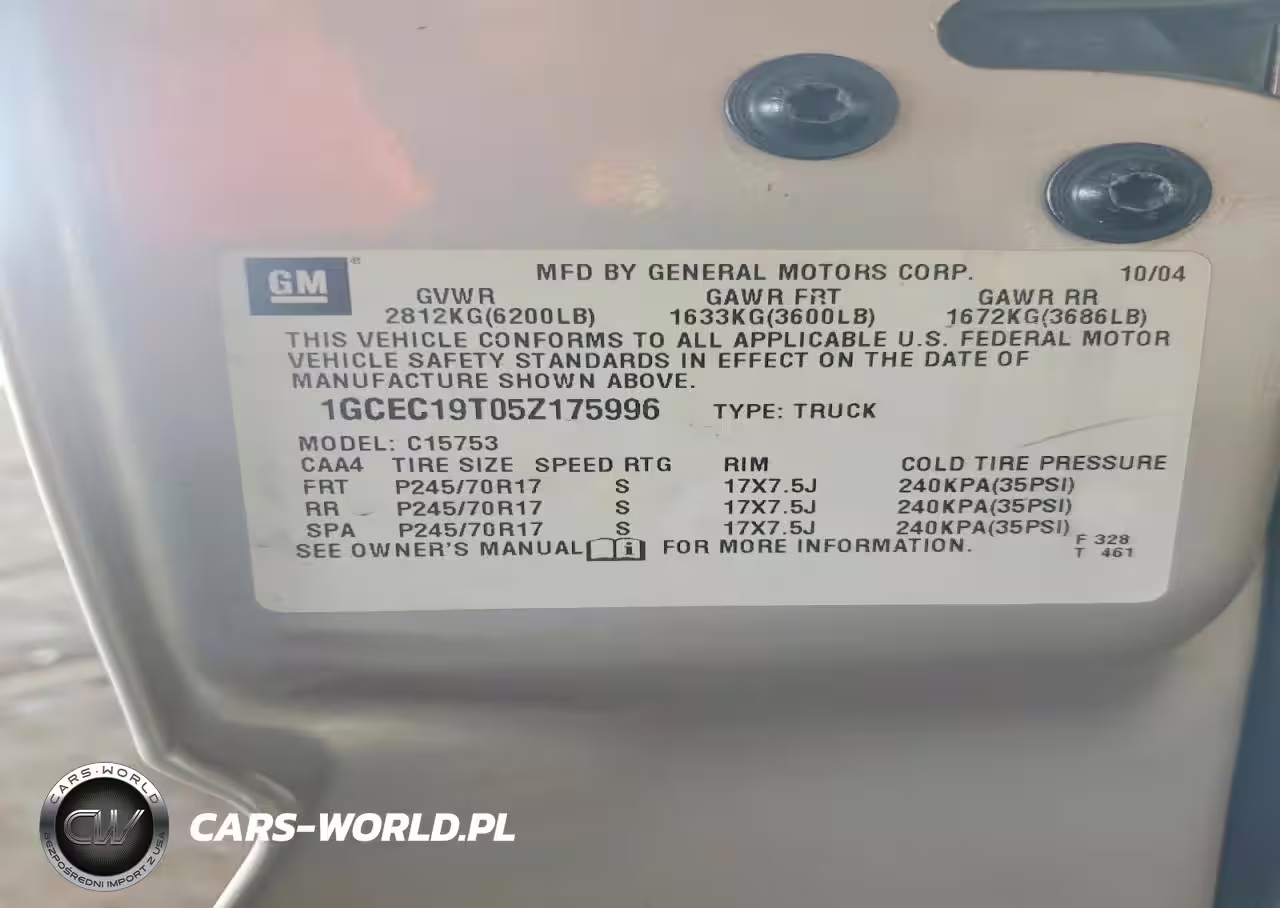 GM®
MFD BY GENERAL MOTORS CORP. 10/04
GVWR GAWR FRT GAWR RR
2812KG(6200LB) 1633KG(3600LB) 1672KG(3686LB)
THIS VEHICLE CONFORMS TO ALL APPLICABLE U.S. FEDERAL MOTOR
VEHICLE SAFETY STANDARDS IN EFFECT ON THE DATE OF
MANUFACTURE SHOWN ABOVE.
1GCEC19T05Z175996 TYPE: TRUCK
MODEL: C15753
CAA4 TIRE SIZE SPEED RTG RIM COLD TIRE PRESSURE
FRT P245/70R17 S 17X7.5J 240KPA(35PSI)
RR P245/70R17 S 17X7.5J 240KPA(35PSI)
SPA P245/70R17 S 17X7.5J 240KPA(35PSI)
SEE OWNER'S MANUAL i FOR MORE INFORMATION.
F 328
T 461
CARS-WORLD
CW
BEZPOŚREDNI IMPORT Z USA
CARS-WORLD.PL